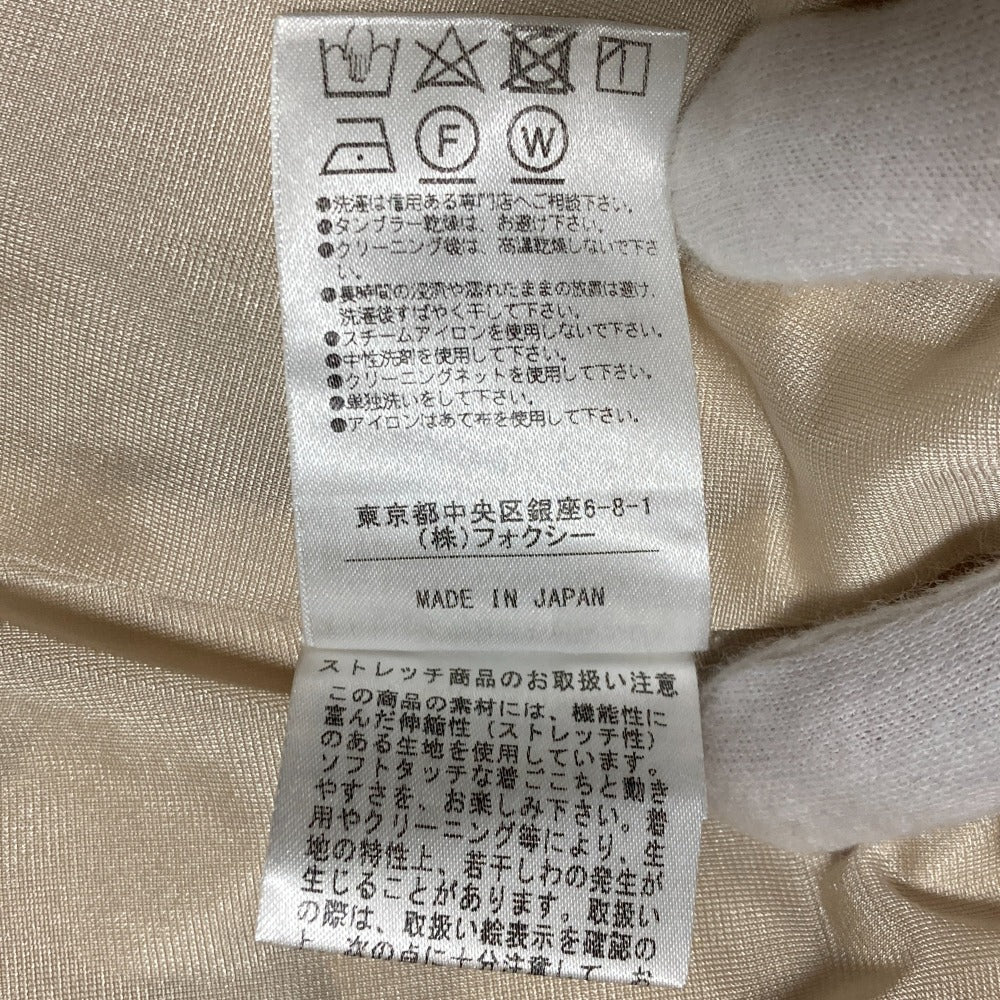 F W
●洗濯は信用ある専門店へご相談下さい。
●タンブラー乾燥は、お避け下さい。
●クリーニング後は、高温乾燥しないで下さ
い。
●長時間の浸漬や濡れたままの放置は避け、
洗濯後すばやく干して下さい。
●スチームアイロンを使用しないで下さい。
●中性洗剤を使用して下さい。
●クリーニングネットを使用して下さい。
●単独洗いをして下さい。
●アイロンはあて布を使用して下さい。
東京都中央区銀座6-8-1
(株)フォクシー
MADE IN JAPAN
ストレッチ商品のお取扱い注意
この商品の素材には、機能性に
富んだ伸縮性(ストレッチ性)
のある生地を使用しています。
ソフトタッチな着ごこちと動き
やすさを、お楽しみ下さい。着
用やクリーニング等により、生
地の特性上、若干しわの発生が
生じることがあります。取扱い
の際は、取扱い絵表示を確認の
上、次の点に十分注意して、お